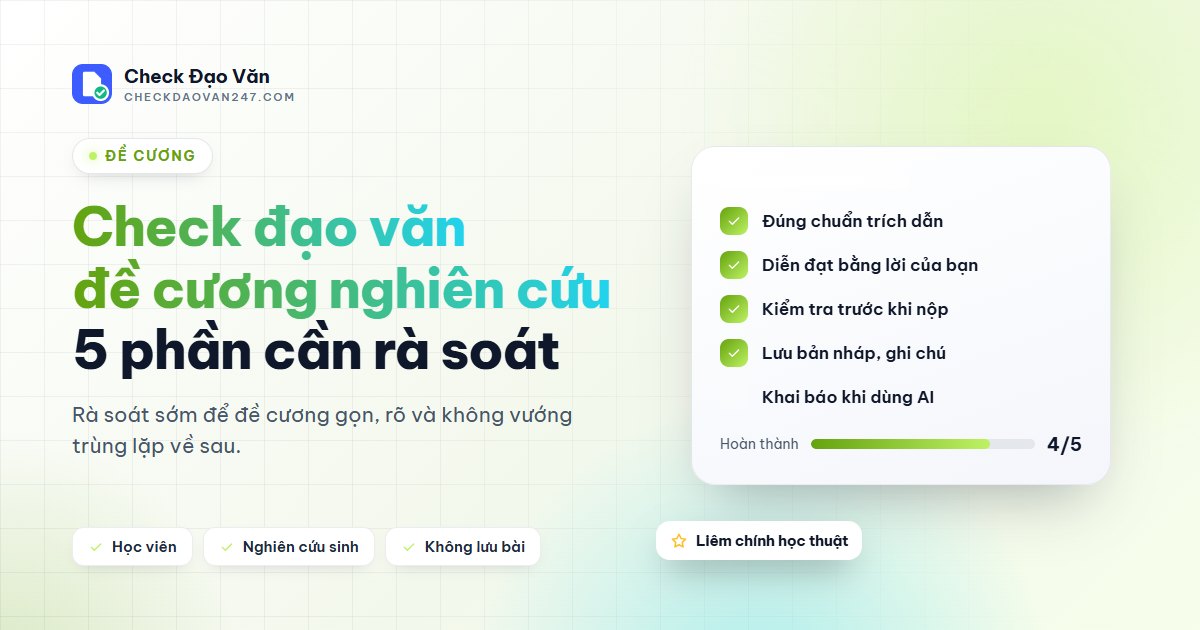 Check Đạo Văn
CHECKDAOVAN247.COM
ĐỀ CƯƠNG
Check đạo văn
đề cương nghiên cứu
5 phần cần rà soát
Rà soát sớm để đề cương gọn, rõ và không vướng
trùng lặp về sau.
Học viên
Nghiên cứu sinh
Không lưu bài
Đúng chuẩn trích dẫn
Diễn đạt bằng lời của bạn
Kiểm tra trước khi nộp
Lưu bản nháp, ghi chú
Khai báo khi dùng AI
Hoàn thành 4/5
Liêm chính học thuật